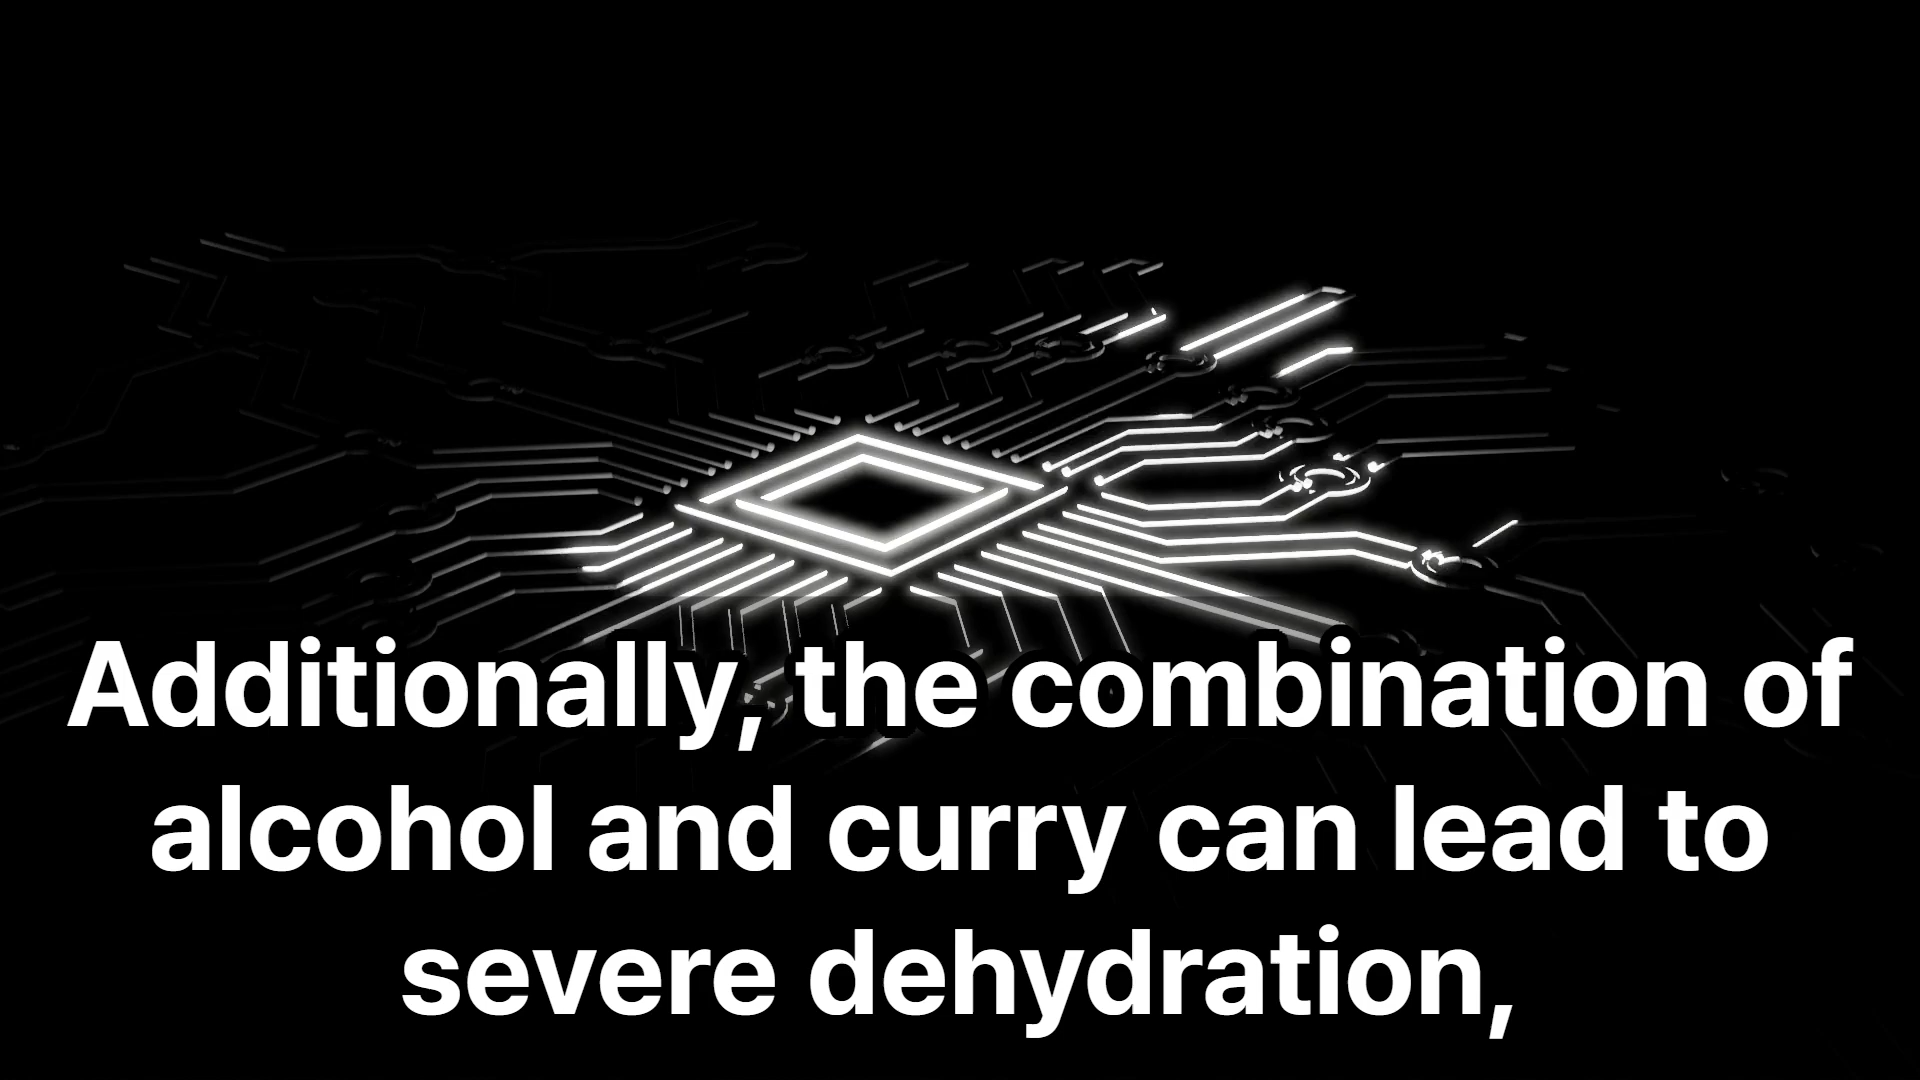 Additionally, the combination of
alcohol and curry can lead to
severe dehydration,